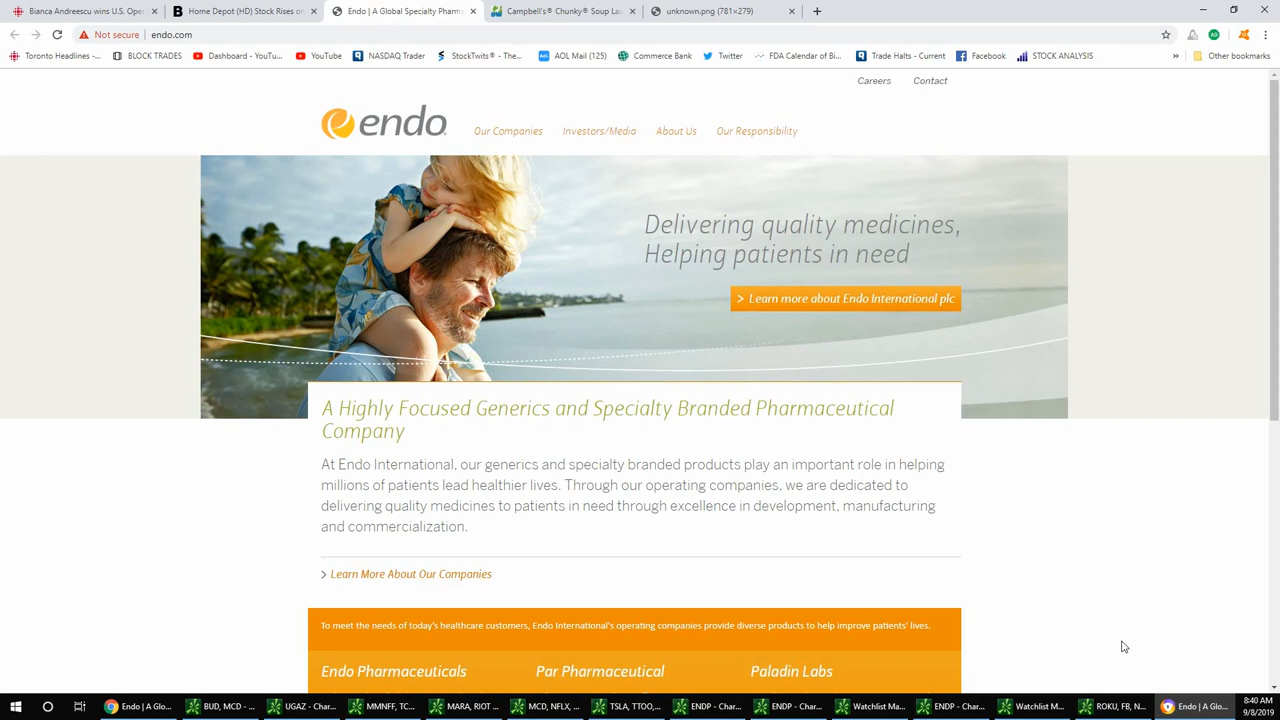 Bianca Andreescu wins U.S. Oper
Home Depot (HD) Stock Rises on
Endo | A Global Specialty Pharma
Campbell's® Chunky® Soup Lau
unknown.png (781×279)
Not secure | endo.com
Toronto Headlines -...
BLOCK TRADES
Dashboard - YouTu...
YouTube
NASDAQ Trader
StockTwits® - The...
AOL Mail (125)
Commerce Bank
Twitter
FDA Calendar of Bi...
Trade Halts - Current
Facebook
STOCK ANALYSIS
»
Other bookmarks
Careers
Contact
endo
Our Companies
Investors/Media
About Us
Our Responsibility
Delivering quality medicines,
Helping patients in need
> Learn more about Endo International plc
A Highly Focused Generics and Specialty Branded Pharmaceutical
Company
At Endo International, our generics and specialty branded products play an important role in helping
millions of patients lead healthier lives. Through our operating companies, we are dedicated to
delivering quality medicines to patients in need through excellence in development, manufacturing
and commercialization.
> Learn More About Our Companies
To meet the needs of today's healthcare customers, Endo International's operating companies provide diverse products to help improve patients' lives.
Endo Pharmaceuticals
Par Pharmaceutical
Paladin Labs
Endo | A Glo...
BUD, MCD - ...
UGAZ - Char...
MMNFF, TC...
MARA, RIOT ...
MCD, NFLX, ...
TSLA, TTOO,...
ENDP - Char...
ENDP - Char...
Watchlist Ma...
ENDP - Char...
Watchlist M...
ROKU, FB, N...
Endo | A Glo...
8:40 AM
9/8/2019